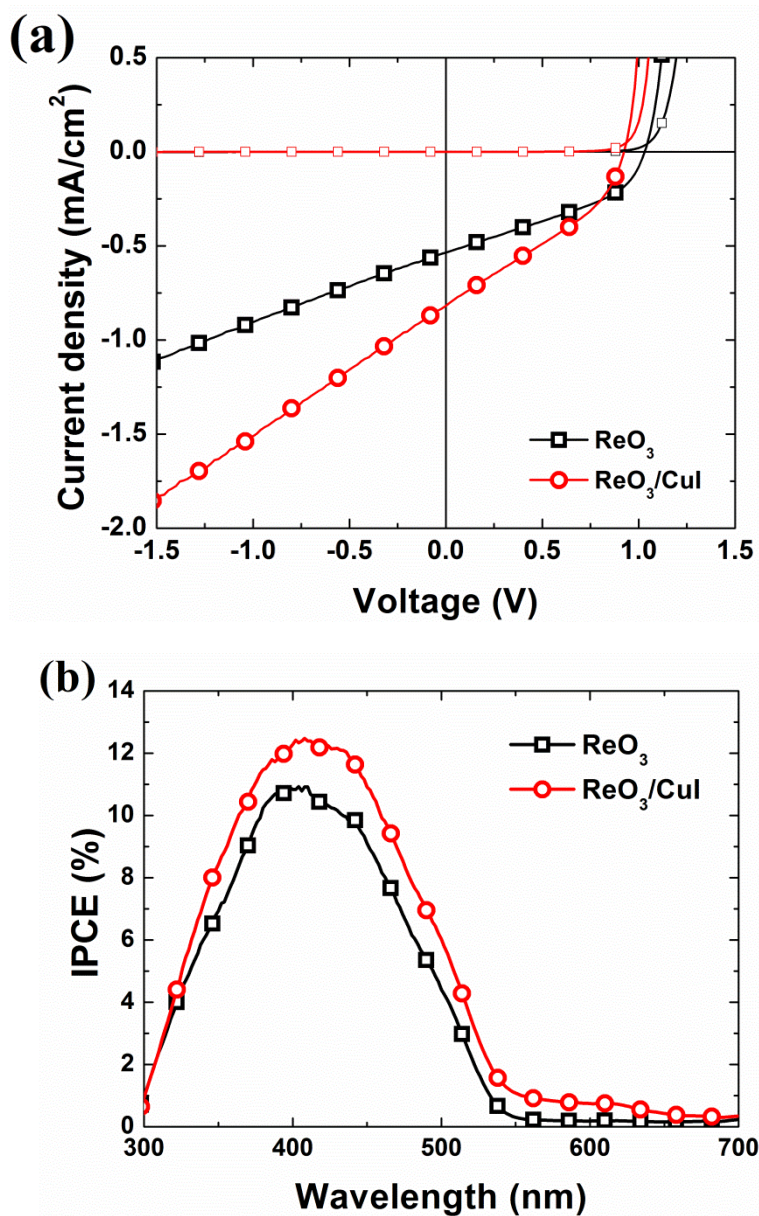 (a)
Current density (mA/cm²)
0.5
0.0
-0.5
-1.0
-1.5
-2.0
ReO₃
ReO₃/CuI
-1.5 -1.0 -0.5 0.0 0.5 1.0 1.5
Voltage (V)
(b)
IPCE (%)
14
12
10
8
6
4
2
0
ReO₃
ReO₃/CuI
300 400 500 600 700
Wavelength (nm)